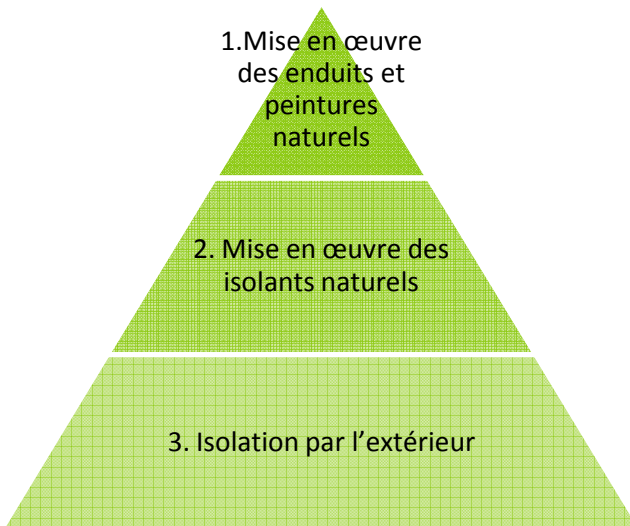 1.Mise en œuvre
des enduits et
peintures
naturels
2. Mise en œuvre des
isolants naturels
3. Isolation par l’extérieur